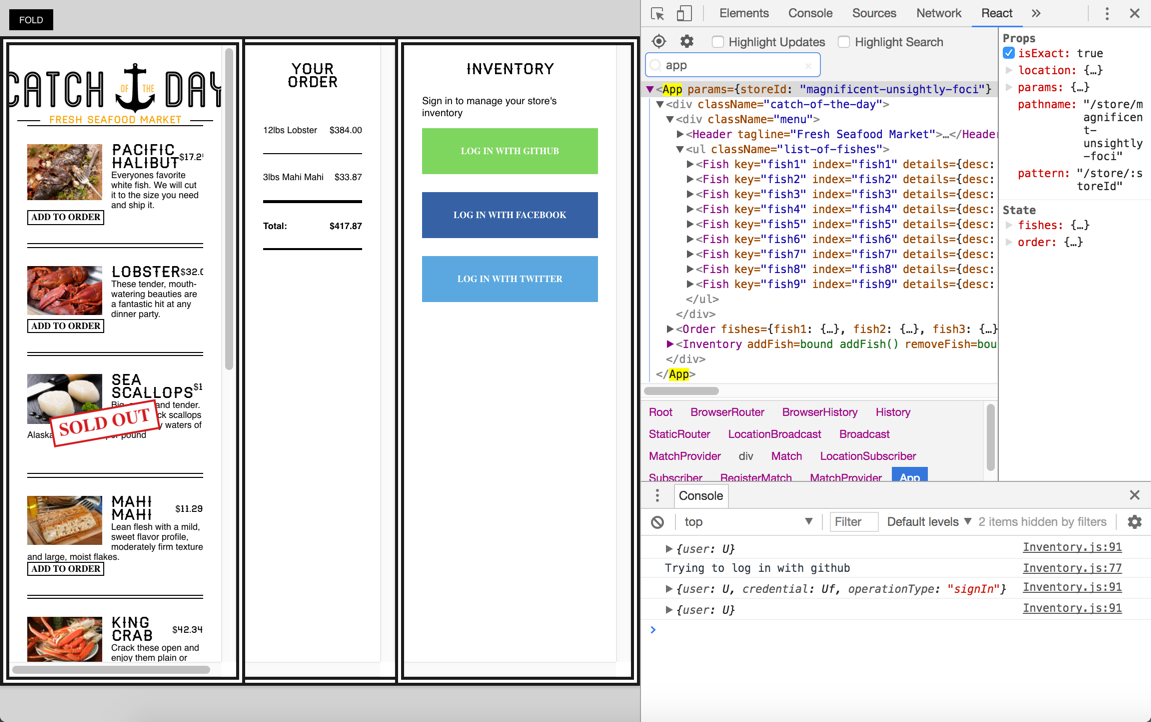 FOLD
CATCH OF THE DAY
FRESH SEAFOOD MARKET
PACIFIC
HALIBUT $17.2
Everyones favorite
white fish. We will cut
it to the size you need
and ship it.
ADD TO ORDER
LOBSTER $32.0
These tender, mouth-
watering beauties are
a fantastic hit at any
dinner party.
ADD TO ORDER
SEA
SCALLOPS $1
and tender.
scallops
waters of
Alaska
pound
SOLD OUT
MAHI
MAHI $11.29
Lean flesh with a mild,
sweet flavor profile,
moderately firm texture
and large, moist flakes.
ADD TO ORDER
KING
CRAB $42.34
Crack these open and
enjoy them plain or
YOUR
ORDER
12lbs Lobster $384.00
3lbs Mahi Mahi $33.87
Total: $417.87
INVENTORY
Sign in to manage your store's
inventory
LOG IN WITH GITHUB
LOG IN WITH FACEBOOK
LOG IN WITH TWITTER
Elements Console Sources Network React »
Highlight Updates Highlight Search
app
<App params={storeId: "magnificent-unsightly-foci"}
<div className="catch-of-the-day">
<div className="menu">
<Header tagline="Fresh Seafood Market">…</Header
<ul className="list-of-fishes">
<Fish key="fish1" index="fish1" details={desc:
<Fish key="fish2" index="fish2" details={desc:
<Fish key="fish3" index="fish3" details={desc:
<Fish key="fish4" index="fish4" details={desc:
<Fish key="fish5" index="fish5" details={desc:
<Fish key="fish6" index="fish6" details={desc:
<Fish key="fish7" index="fish7" details={desc:
<Fish key="fish8" index="fish8" details={desc:
<Fish key="fish9" index="fish9" details={desc:
</ul>
</div>
<Order fishes={fish1: {…}, fish2: {…}, fish3: {…}
<Inventory addFish=bound addFish() removeFish=bou
</div>
</App>
Root BrowserRouter BrowserHistory History
StaticRouter LocationBroadcast Broadcast
MatchProvider div Match LocationSubscriber
Subscriber RegisterMatch MatchProvider App
Props
isExact: true
location: {…}
params: {…}
pathname: "/store/m
agnificen
t-
unsightly
-foci"
pattern: "/store/:s
toreId"
State
fishes: {…}
order: {…}
Console
top Filter Default levels 2 items hidden by filters
{user: U} Inventory.js:91
Trying to log in with github Inventory.js:77
{user: U, credential: Uf, operationType: "signIn"} Inventory.js:91
{user: U} Inventory.js:91